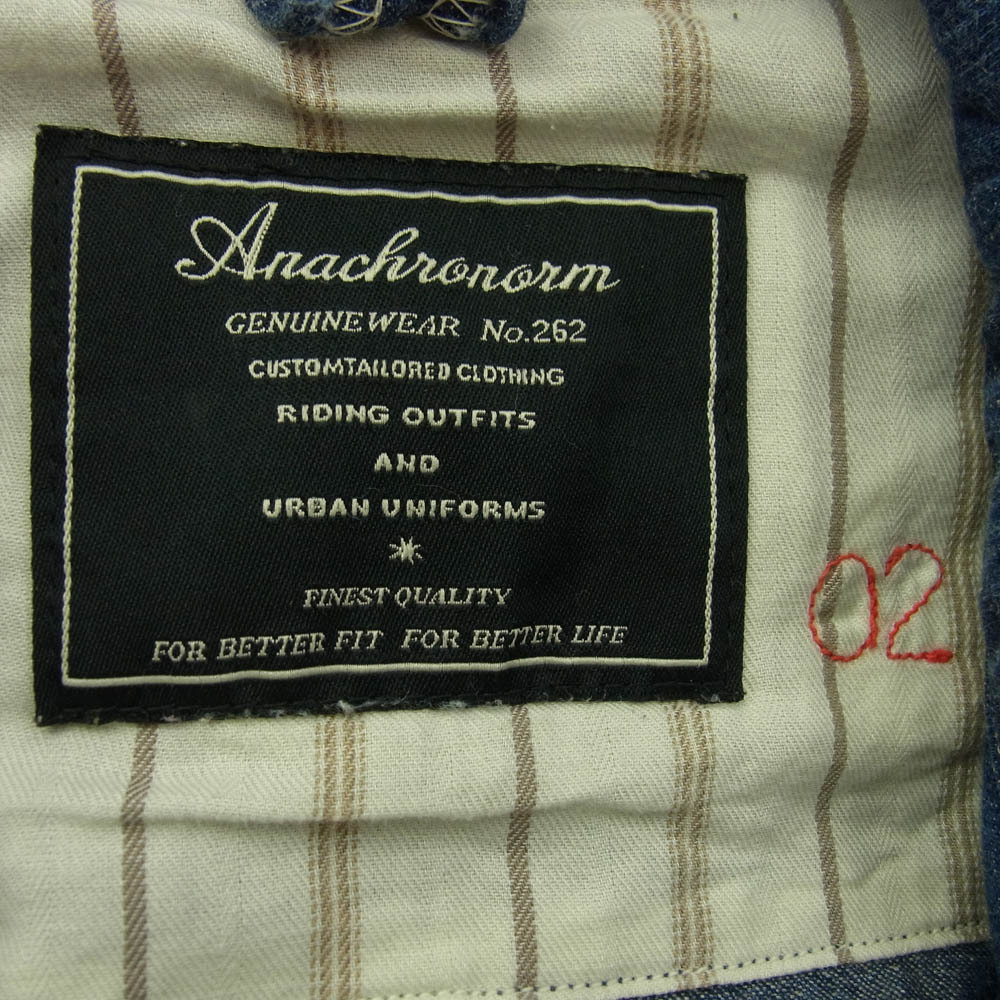 Anachronorm
GENUINE WEAR No.262
CUSTOMTAILORED CLOTHING
RIDING OUTFITS
AND
URBAN UNIFORMS
FINEST QUALITY
FOR BETTER FIT FOR BETTER LIFE
02